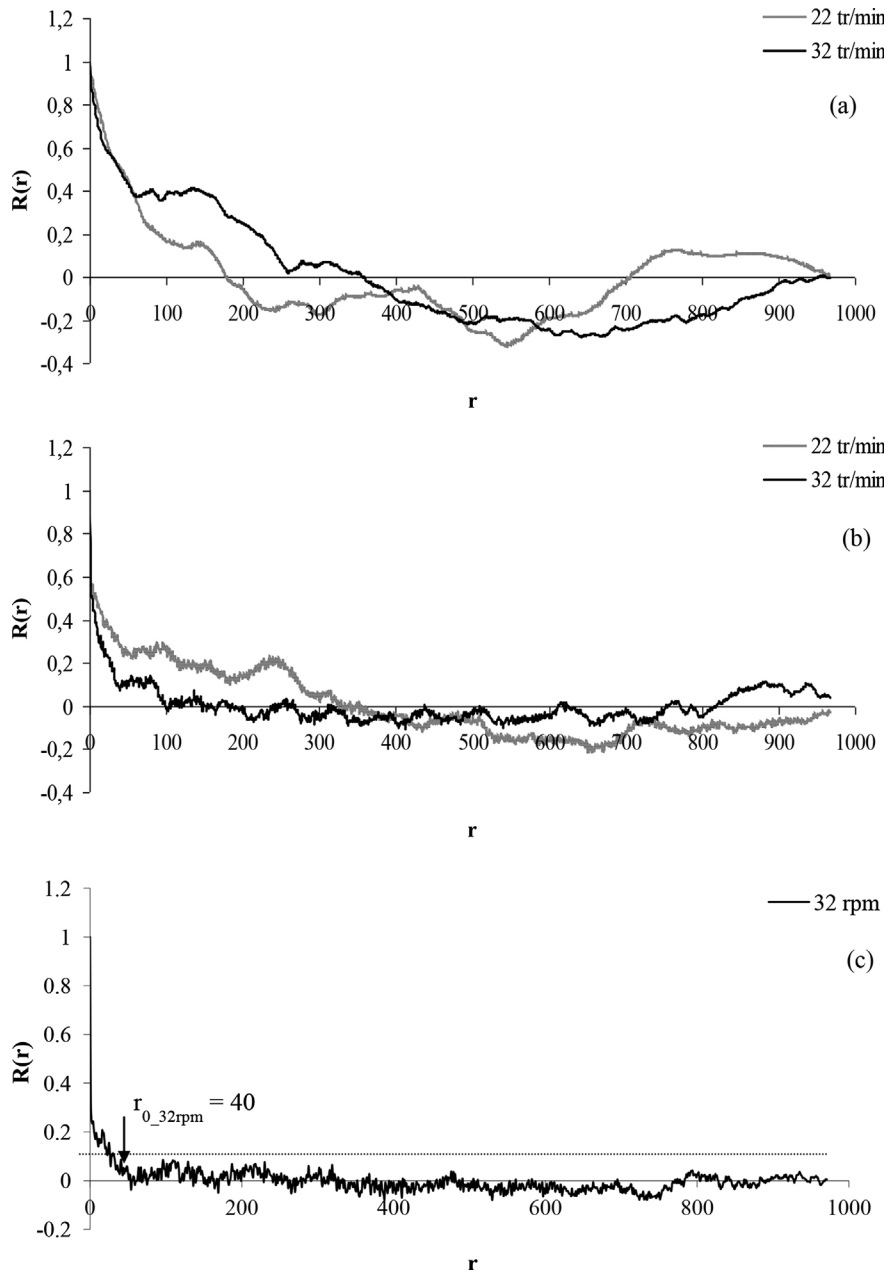 1,2
22 tr/min
32 tr/min
1
(a)
0,8
0,6
R(r)
0,4
0,2
0
0 100 200 300 400 500 600 700 800 900 1000
-0,2
-0,4
r
1,2
22 tr/min
32 tr/min
1
(b)
0,8
0,6
R(r)
0,4
0,2
0
0 100 200 300 400 500 600 700 800 900 1000
-0,2
-0,4
r
1.2
32 rpm
1
(c)
0.8
0.6
R(r)
0.4
r0_32rpm = 40
0.2
0
0 200 400 600 800 1000
-0.2
r